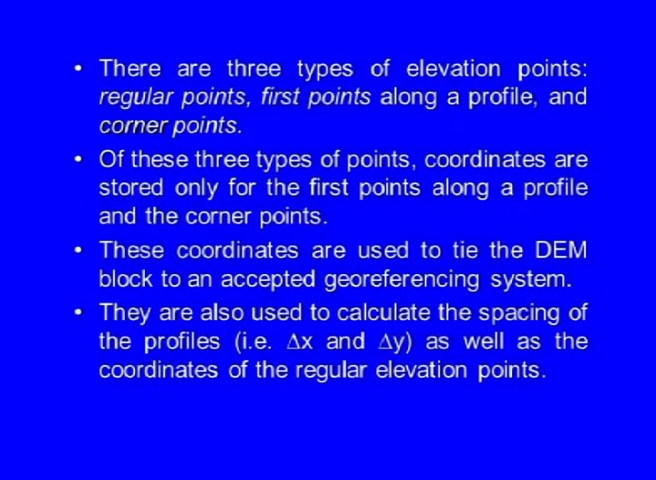 • There are three types of elevation points:
regular points, first points along a profile, and
corner points.
• Of these three types of points, coordinates are
stored only for the first points along a profile
and the corner points.
• These coordinates are used to tie the DEM
block to an accepted georeferencing system.
• They are also used to calculate the spacing of
the profiles (i.e. Δx and Δy) as well as the
coordinates of the regular elevation points.